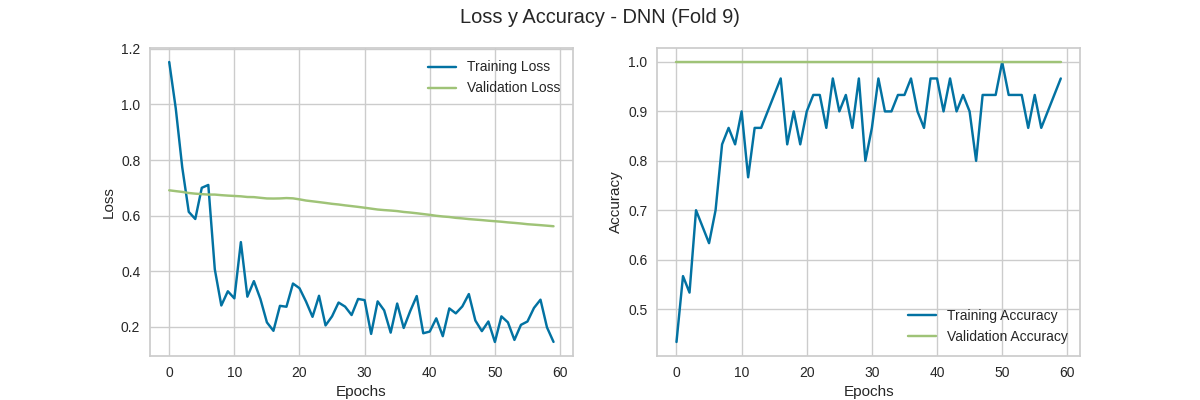 Loss y Accuracy - DNN (Fold 9)
1.2
1.0
0.8
0.6
0.4
0.2
Loss
0 10 20 30 40 50 60
Epochs
Training Loss
Validation Loss
1.0
0.9
0.8
0.7
0.6
0.5
Accuracy
0 10 20 30 40 50 60
Epochs
Training Accuracy
Validation Accuracy